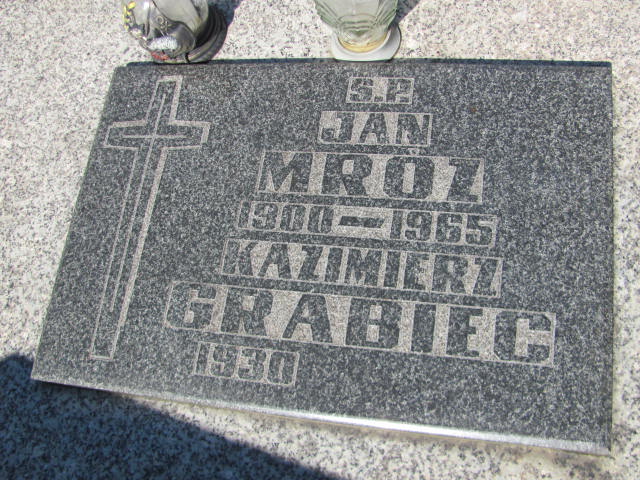 Ś.P.
JAN
MRÓZ
1900 — 1965
KAZIMIERZ
GRABIEC
1930